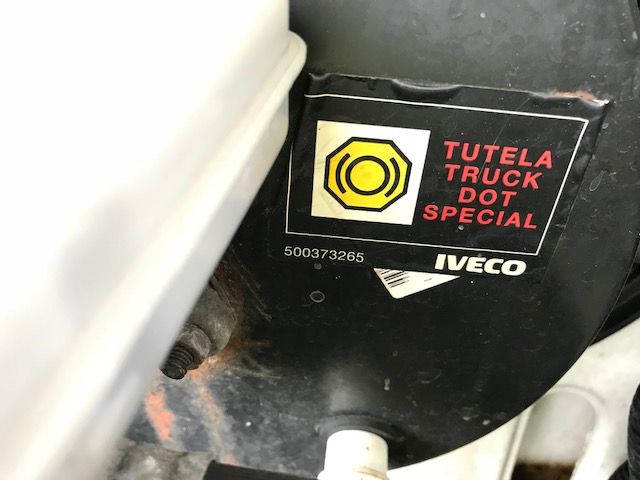 TUTELA
TRUCK
DOT
SPECIAL
500373265
IVECO